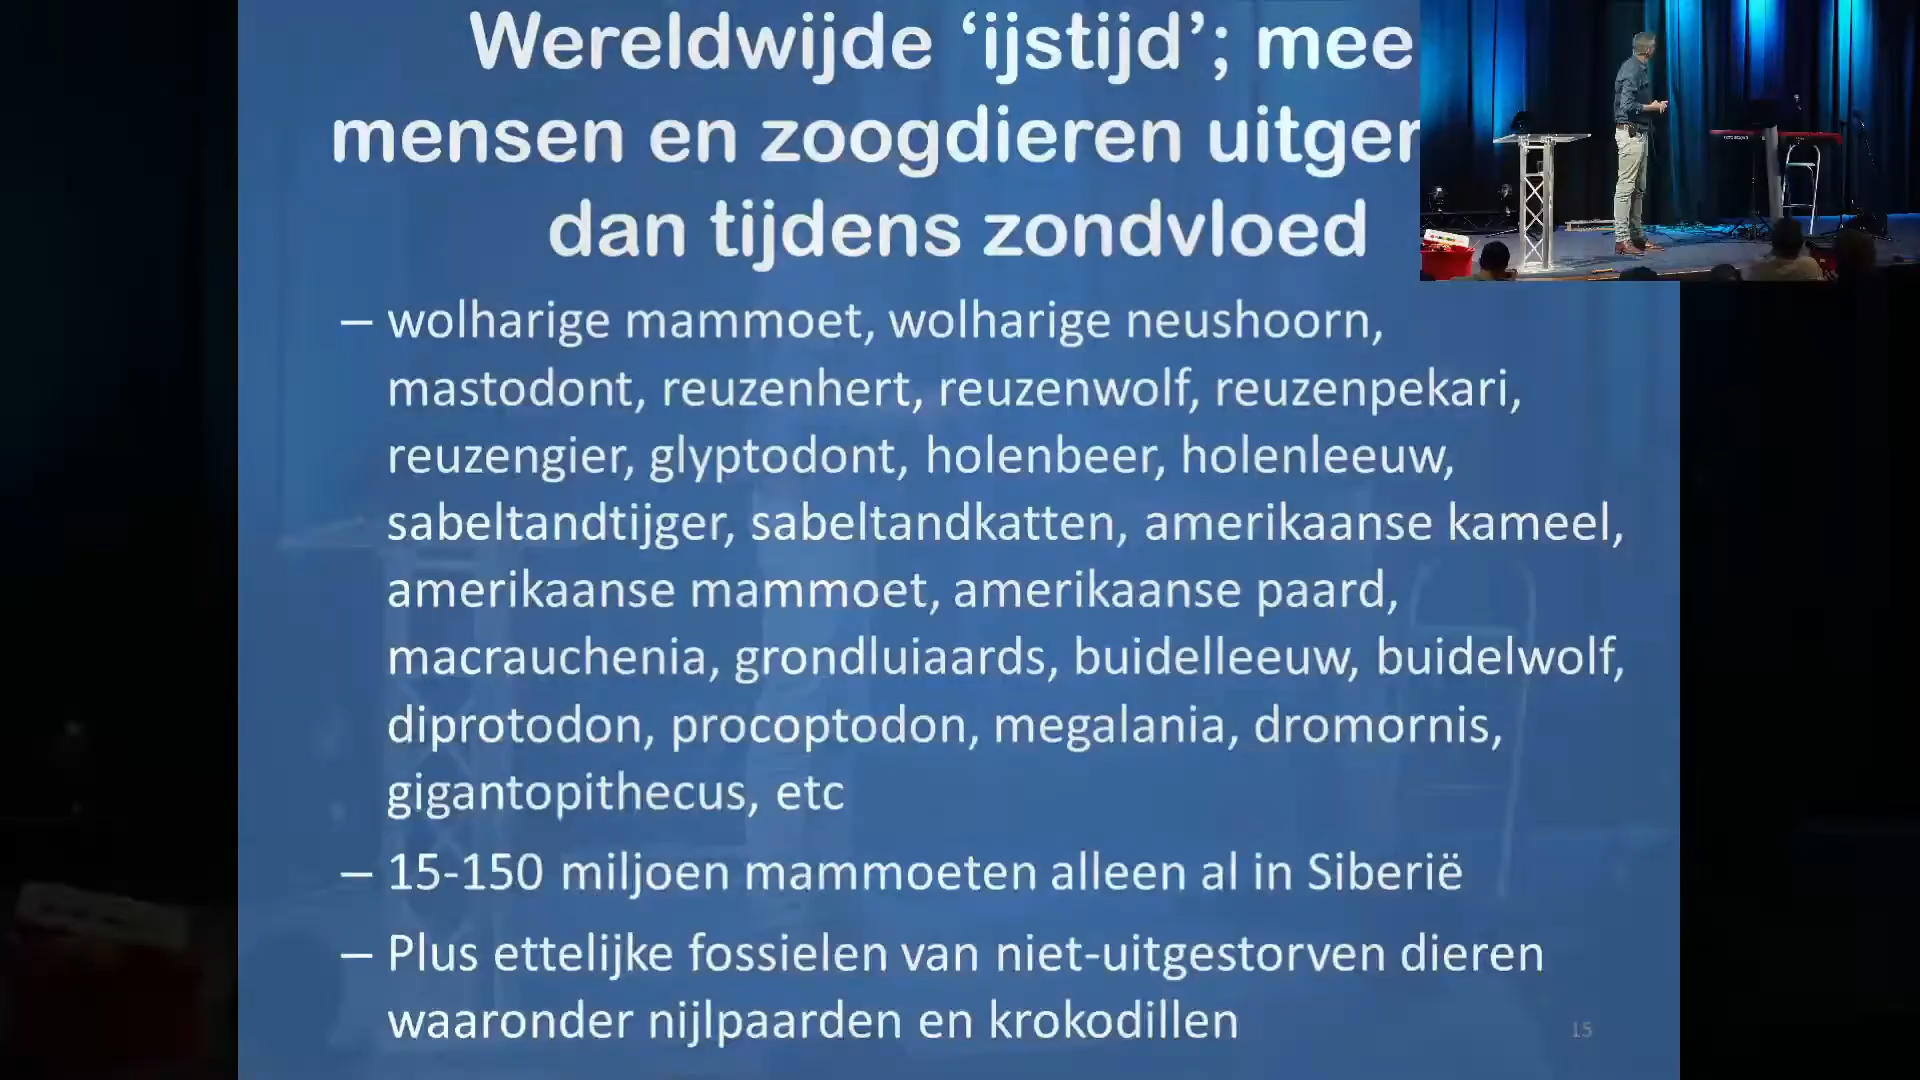 Wereldwijde ‘ijstijd’; mee
mensen en zoogdieren uitger
dan tijdens zondvloed
– wolharige mammoet, wolharige neushoorn,
mastodont, reuzenhert, reuzenwolf, reuzenpekari,
reuzengier, glyptodont, holenbeer, holenleeuw,
sabeltandtijger, sabeltandkatten, amerikaanse kameel,
amerikaanse mammoet, amerikaanse paard,
macrauchenia, grondluiaards, buidelleeuw, buidelwolf,
diprotodon, procoptodon, megalania, dromornis,
gigantopithecus, etc
– 15-150 miljoen mammoeten alleen al in Siberië
– Plus ettelijke fossielen van niet-uitgestorven dieren
waaronder nijlpaarden en krokodillen
15